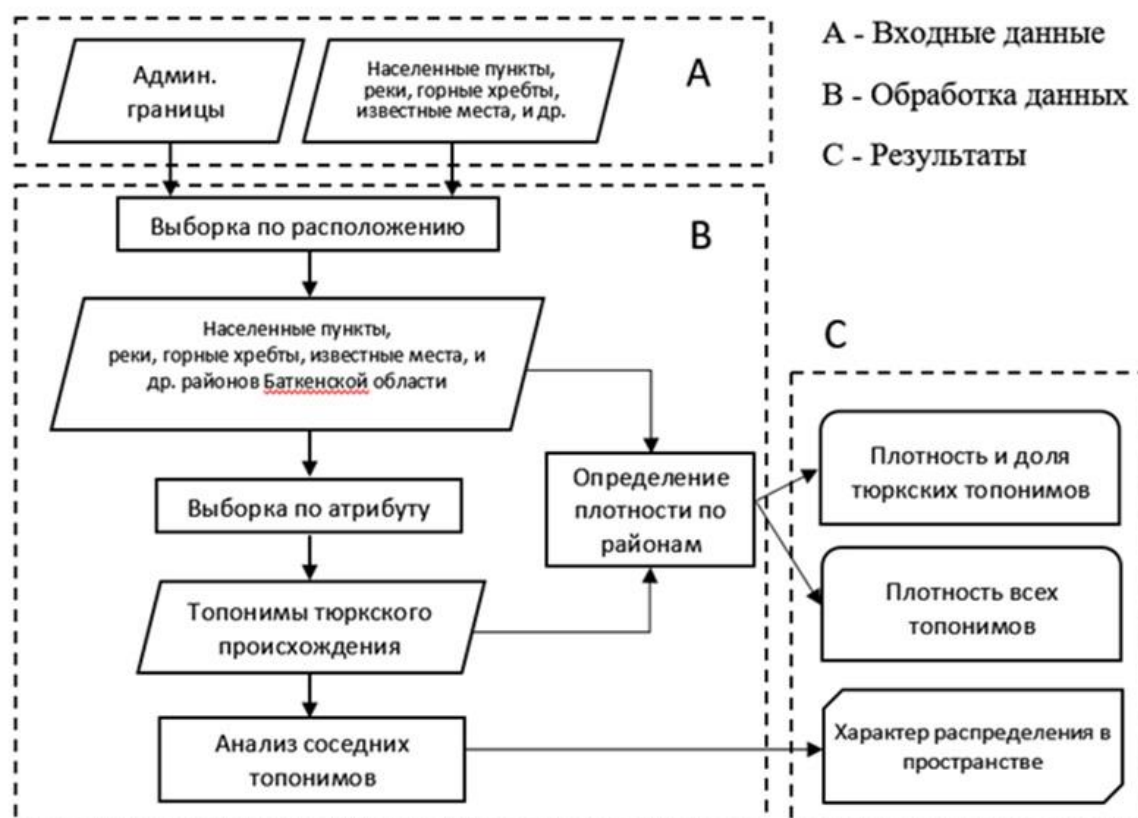 Админ.
границы
Населенные пункты,
реки, горные хребты,
известные места, и др.
А
А - Входные данные
В - Обработка данных
С - Результаты
Выборка по расположению
В
Населенные пункты,
реки, горные хребты, известные места, и
др. районов Баткенской области
С
Выборка по атрибуту
Определение
плотности по
районам
Плотность и доля
тюркских топонимов
Топонимы тюркского
происхождения
Плотность всех
топонимов
Анализ соседних
топонимов
Характер распределения в
пространстве